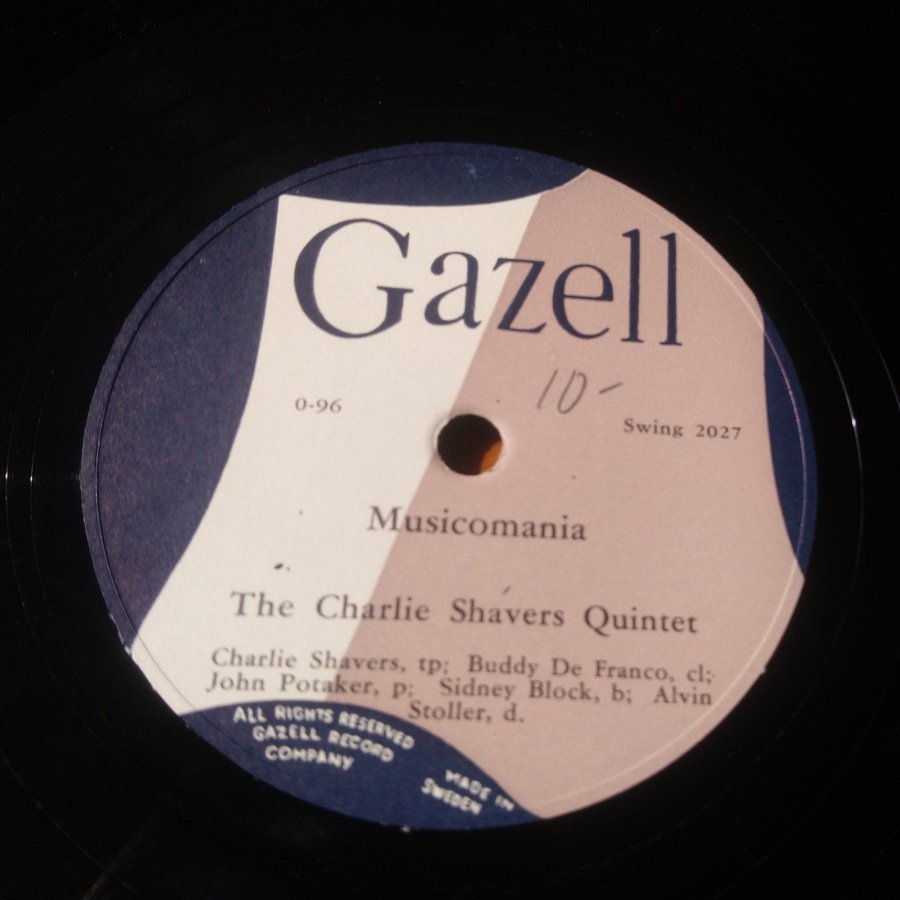 Gazell
10-
0-96
Swing 2027
Musicomania
The Charlie Shavers Quintet
Charlie Shavers, tp; Buddy De Franco, cl;
John Potaker, p; Sidney Block, b; Alvin
Stoller, d.
ALL RIGHTS RESERVED
GAZELL RECORD
COMPANY
MADE IN
SWEDEN